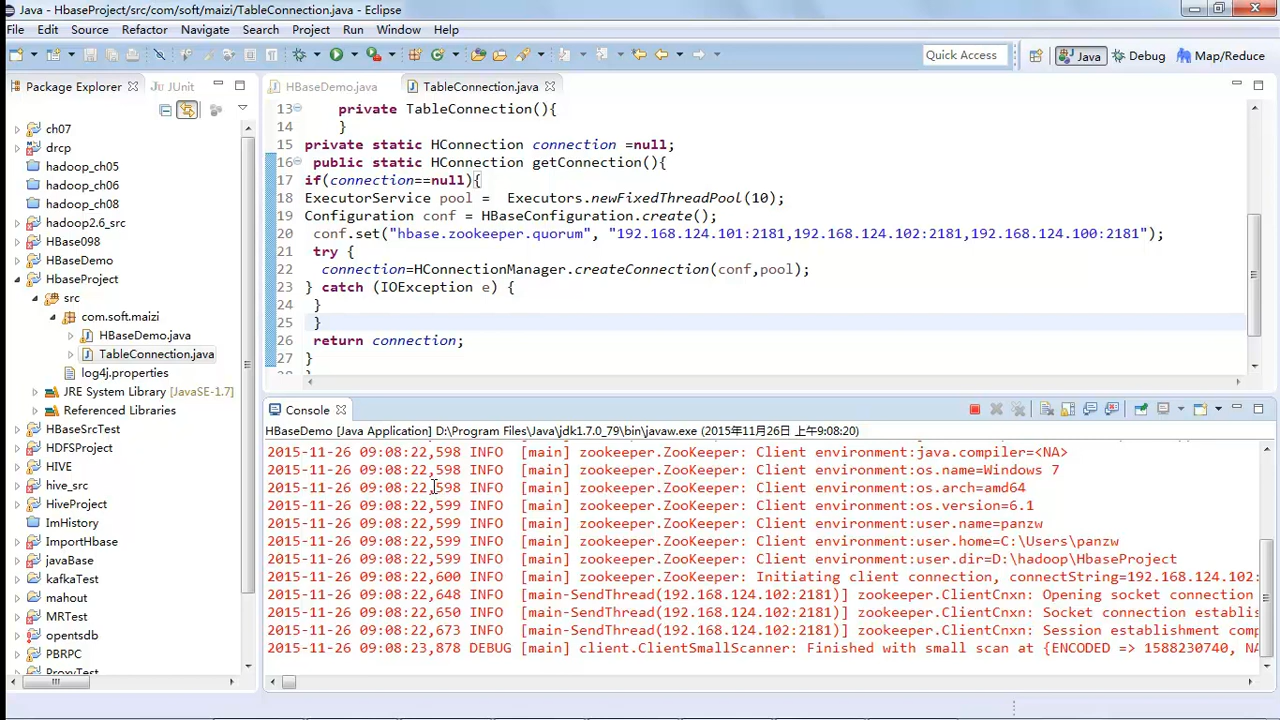 Java - HbaseProject/src/com/soft/maizi/TableConnection.java - Eclipse
File Edit Source Refactor Navigate Search Project Run Window Help
Quick Access Java Debug Map/Reduce
Package Explorer JUnit
HBaseDemo.java TableConnection.java
ch07
drcp
hadoop_ch05
hadoop_ch06
hadoop_ch08
hadoop2.6_src
HBase098
HBaseDemo
HbaseProject
src
com.soft.maizi
HBaseDemo.java
TableConnection.java
log4j.properties
JRE System Library [JavaSE-1.7]
Referenced Libraries
HBaseSrcTest
HDFSProject
HIVE
hive_src
HiveProject
ImHistory
ImportHbase
javaBase
kafkaTest
mahout
MRTest
opentsdb
PBRPC
ProxyTest
13 private TableConnection(){
14 }
15 private static HConnection connection =null;
16 public static HConnection getConnection(){
17 if(connection==null){
18 ExecutorService pool = Executors.newFixedThreadPool(10);
19 Configuration conf = HBaseConfiguration.create();
20 conf.set("hbase.zookeeper.quorum", "192.168.124.101:2181,192.168.124.102:2181,192.168.124.100:2181");
21 try {
22 connection=HConnectionManager.createConnection(conf,pool);
23 } catch (IOException e) {
24 }
25 }
26 return connection;
27 }
Console
HBaseDemo [Java Application] D:\Program Files\Java\jdk1.7.0_79\bin\javaw.exe (2015年11月26日 上午9:08:20)
2015-11-26 09:08:22,598 INFO [main] zookeeper.ZooKeeper: Client environment:java.compiler=<NA>
2015-11-26 09:08:22,598 INFO [main] zookeeper.ZooKeeper: Client environment:os.name=Windows 7
2015-11-26 09:08:22,598 INFO [main] zookeeper.ZooKeeper: Client environment:os.arch=amd64
2015-11-26 09:08:22,599 INFO [main] zookeeper.ZooKeeper: Client environment:os.version=6.1
2015-11-26 09:08:22,599 INFO [main] zookeeper.ZooKeeper: Client environment:user.name=panzw
2015-11-26 09:08:22,599 INFO [main] zookeeper.ZooKeeper: Client environment:user.home=C:\Users\panzw
2015-11-26 09:08:22,599 INFO [main] zookeeper.ZooKeeper: Client environment:user.dir=D:\hadoop\HbaseProject
2015-11-26 09:08:22,600 INFO [main] zookeeper.ZooKeeper: Initiating client connection, connectString=192.168.124.102:
2015-11-26 09:08:22,648 INFO [main-SendThread(192.168.124.102:2181)] zookeeper.ClientCnxn: Opening socket connection
2015-11-26 09:08:22,650 INFO [main-SendThread(192.168.124.102:2181)] zookeeper.ClientCnxn: Socket connection establis
2015-11-26 09:08:22,673 INFO [main-SendThread(192.168.124.102:2181)] zookeeper.ClientCnxn: Session establishment comp
2015-11-26 09:08:23,878 DEBUG [main] client.ClientSmallScanner: Finished with small scan at {ENCODED => 1588230740, NA